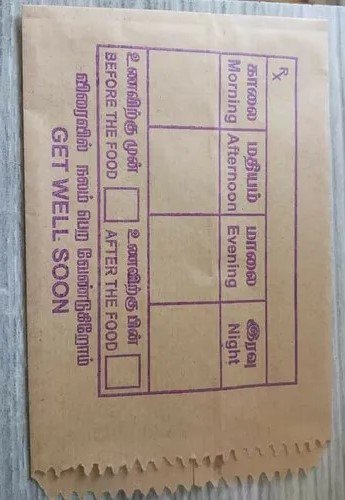 Rx
காலை மதியம் மாலை இரவு
Morning Afternoon Evening Night
உணவிற்கு முன் உணவிற்கு பின்
BEFORE THE FOOD AFTER THE FOOD
விரைவில் நலம் பெற வேண்டுகிறோம்
GET WELL SOON